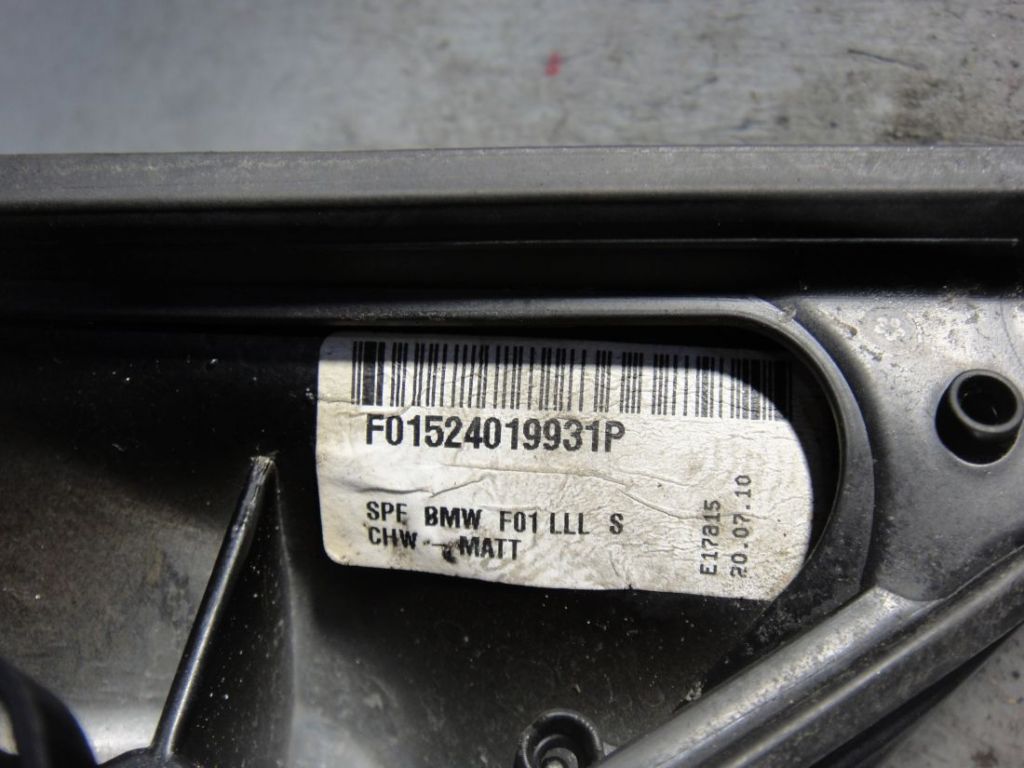 F01524019931P
SPE BMW F01 LLL S
CHW - MATT
E17815
20.07.10